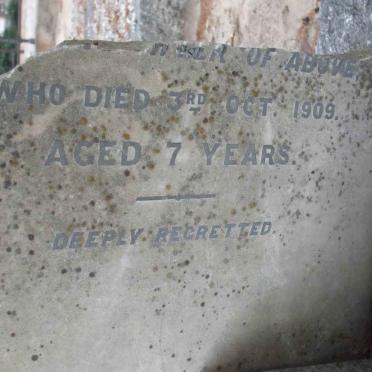 OF ABOVE
WHO DIED 3RD OCT. 1909.
AGED 7 YEARS.
DEEPLY REGRETTED.